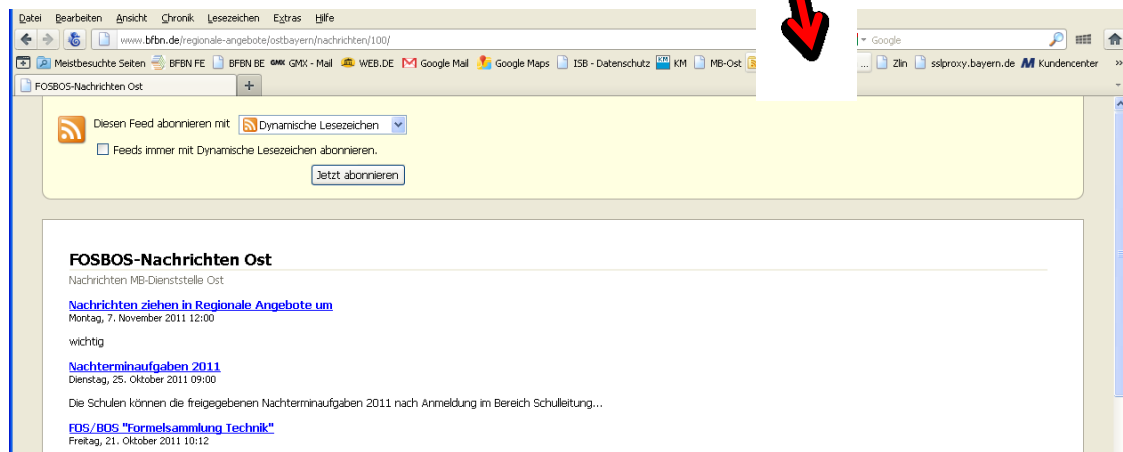 Datei Bearbeiten Ansicht Chronik Lesezeichen Extras Hilfe
www.bfbn.de/regionale-angebote/ostbayern/nachrichten/100/ Google
Meistbesuchte Seiten BFBN FE BFBN BE GMX GMX - Mail WEB.DE Google Mail Google Maps ISB - Datenschutz KM KM MB-Ost ... Zlin sslproxy.bayern.de M Kundencenter »
FOSBOS-Nachrichten Ost +
Diesen Feed abonnieren mit Dynamische Lesezeichen
Feeds immer mit Dynamische Lesezeichen abonnieren.
Jetzt abonnieren
FOSBOS-Nachrichten Ost
Nachrichten MB-Dienststelle Ost
Nachrichten ziehen in Regionale Angebote um
Montag, 7. November 2011 12:00
wichtig
Nachterminaufgaben 2011
Dienstag, 25. Oktober 2011 09:00
Die Schulen können die freigegebenen Nachterminaufgaben 2011 nach Anmeldung im Bereich Schulleitung...
FOS/BOS "Formelsammlung Technik"
Freitag, 21. Oktober 2011 10:12